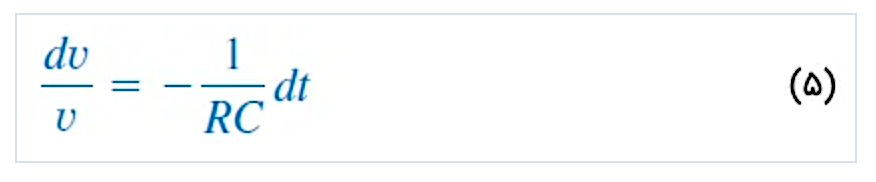 dv/v = −1/RC dt (۵)